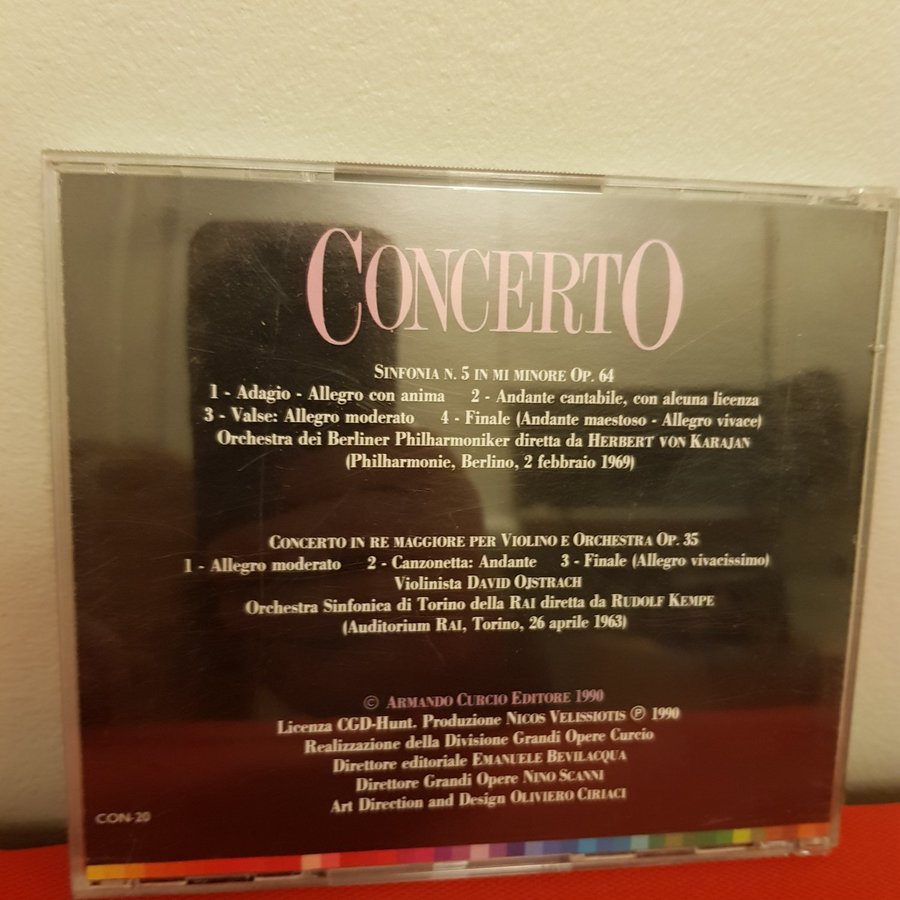 CONCERTO
SINFONIA N. 5 IN MI MINORE OP. 64
1 - Adagio - Allegro con anima 2 - Andante cantabile, con alcuna licenza
3 - Valse: Allegro moderato 4 - Finale (Andante maestoso - Allegro vivace)
Orchestra dei Berliner Philharmoniker diretta da HERBERT VON KARAJAN
(Philharmonie, Berlino, 2 febbraio 1969)
CONCERTO IN RE MAGGIORE PER VIOLINO E ORCHESTRA OP. 35
1 - Allegro moderato 2 - Canzonetta: Andante 3 - Finale (Allegro vivacissimo)
Violinista DAVID OJSTRACH
Orchestra Sinfonica di Torino della RAI diretta da RUDOLF KEMPE
(Auditorium RAI, Torino, 26 aprile 1963)
© ARMANDO CURCIO EDITORE 1990
Licenza CGD-Hunt. Produzione NICOS VELISSIOTIS ℗ 1990
Realizzazione della Divisione Grandi Opere Curcio
Direttore editoriale EMANUELE BEVILACQUA
Direttore Grandi Opere NINO SCANNI
Art Direction and Design OLIVIERO CIRIACI
CON-20